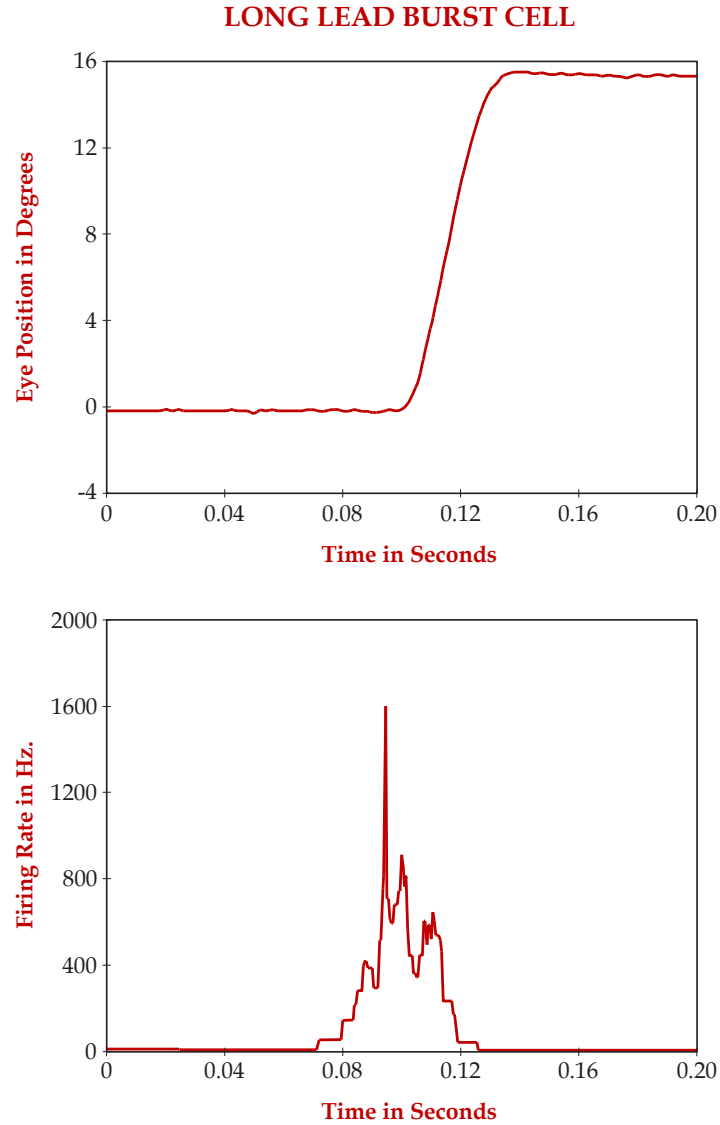 LONG LEAD BURST CELL
16
12
8
4
0
-4
Eye Position in Degrees
0 0.04 0.08 0.12 0.16 0.20
Time in Seconds
2000
1600
1200
800
400
0
Firing Rate in Hz.
0 0.04 0.08 0.12 0.16 0.20
Time in Seconds